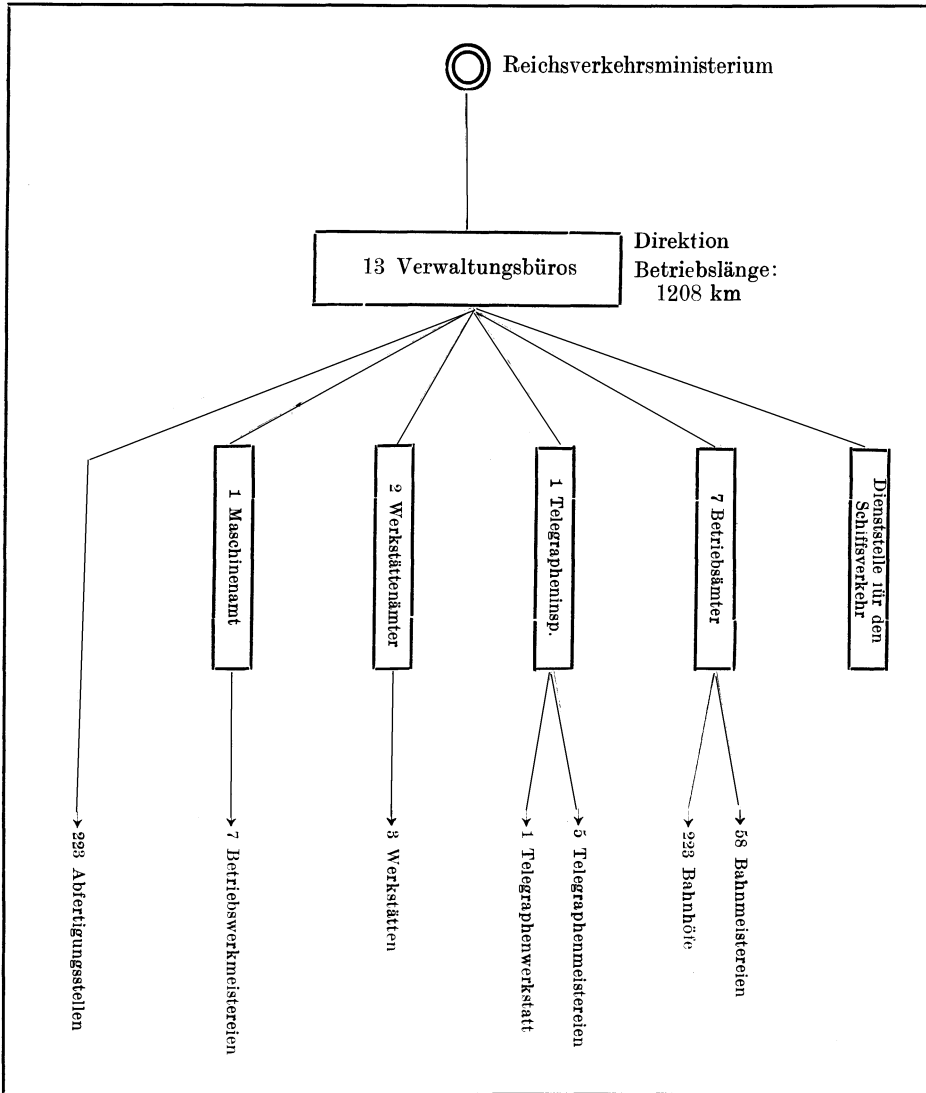 Reichsverkehrsministerium
13 Verwaltungsbüros
Direktion
Betriebslänge:
1208 km
1 Maschinenamt
2 Werkstättenämter
1 Telegrapheninsp.
7 Betriebsämter
Dienststelle für den
Schiffsverkehr
223 Abfertigungsstellen
7 Betriebswerkmeistereien
3 Werkstätten
1 Telegraphenwerkstatt
5 Telegraphenmeistereien
223 Bahnhöfe
58 Bahnmeistereien